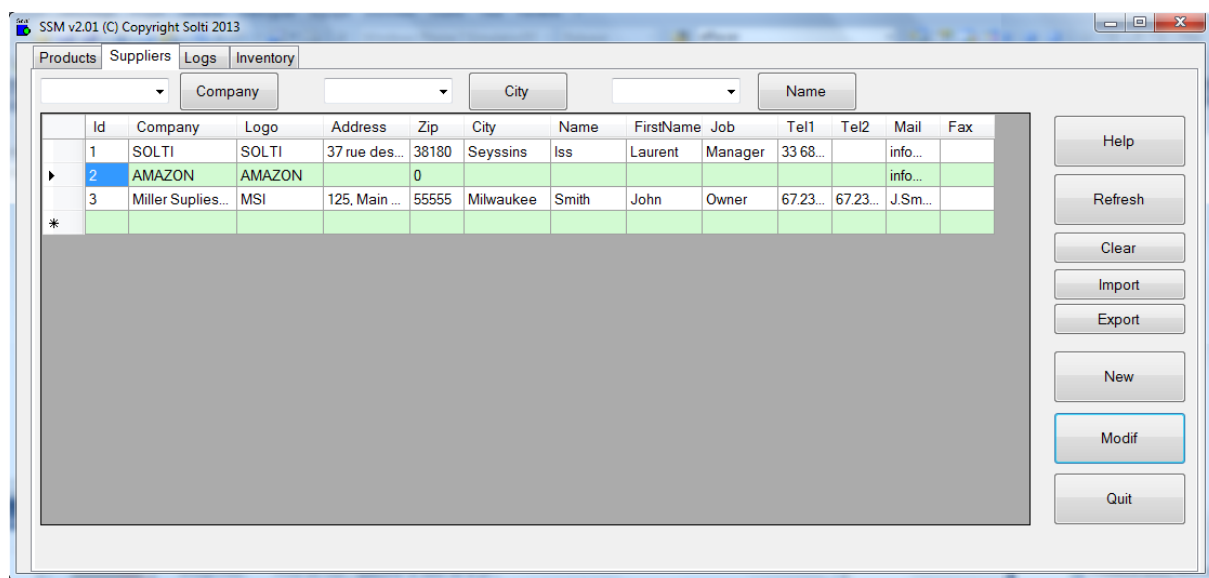 SSM v2.01 (C) Copyright Solti 2013
Products Suppliers Logs Inventory
Company City Name
Id Company Logo Address Zip City Name FirstName Job Tel1 Tel2 Mail Fax
1 SOLTI SOLTI 37 rue des... 38180 Seyssins Iss Laurent Manager 33 68... info...
2 AMAZON AMAZON 0 info...
3 Miller Suplies... MSI 125, Main ... 55555 Milwaukee Smith John Owner 67.23... 67.23... J.Sm...
Help
Refresh
Clear
Import
Export
New
Modif
Quit